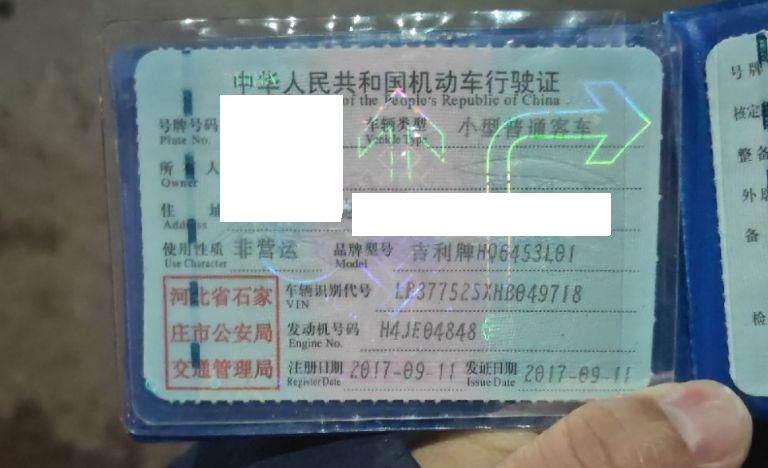 中华人民共和国机动车行驶证
of the People's Republic of China
号牌号码
Plate No.
车辆类型 小型普通客车
Vehicle Type
所有人
Owner
住 址
Address
使用性质 非营运 品牌型号 吉利牌HQ6453L01
Use Character Model
河北省石家
庄市公安局
交通管理局
车辆识别代号 LB37752SXHB049718
VIN
发动机号码 H4JE04848
Engine No.
注册日期 2017-09-11 发证日期 2017-09-11
Register Date Issue Date
号牌
核定
整备
外
备
检